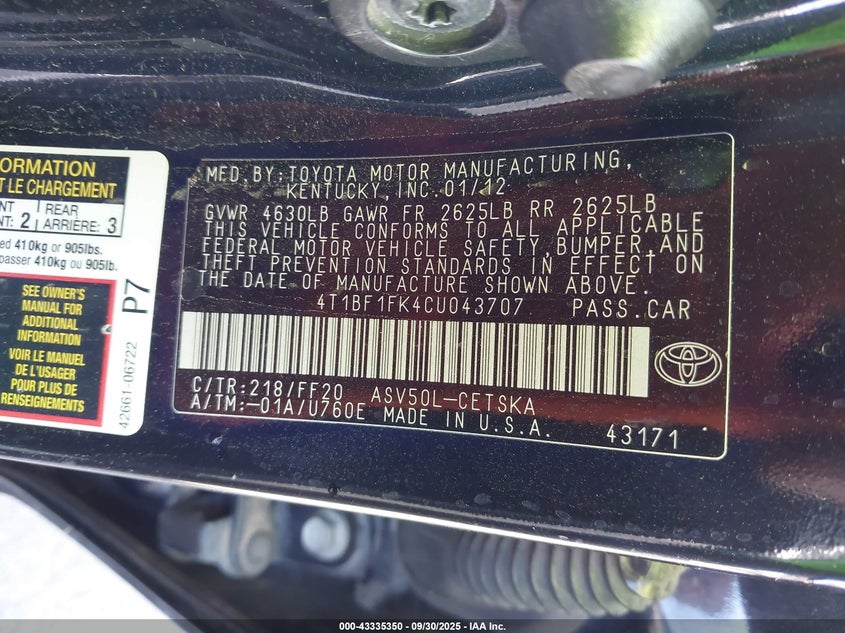 MFD.BY:TOYOTA MOTOR MANUFACTURING,
KENTUCKY,INC.01/12
GVWR 4630LB GAWR FR 2625LB RR 2625LB
THIS VEHICLE CONFORMS TO ALL APPLICABLE
FEDERAL MOTOR VEHICLE SAFETY,BUMPER,AND
THEFT PREVENTION STANDARDS IN EFFECT ON
THE DATE OF MANUFACTURE SHOWN ABOVE.
4T1BF1FK4CU043707 PASS.CAR
C/TR:218/FF20 ASV50L-CETSKA
A/TM:-01A/U760E MADE IN U.S.A.
43171
ORMATION
LE CHARGEMENT
NT 2 REAR 3
NT: ARRIÈRE:
ed 410kg or 905lbs.
passer 410kg ou 905lb.
SEE OWNER'S
MANUAL FOR
ADDITIONAL
INFORMATION
VOIR LE MANUEL
DE L'USAGER
POUR PLUS DE
RENSEIGNEMENTS
P7
42661-06722
000-43335350 - 09/30/2025 - IAA Inc.